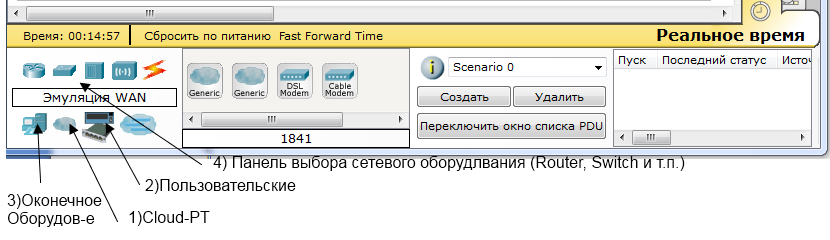 Время: 00:14:57 Сбросить по питанию Fast Forward Time Реальное время
Scenario 0 Пуск Последний статус Источ
Generic Generic DSL Modem Cable Modem
Эмуляция WAN Создать Удалить
1841 Переключить окно списка PDU
4) Панель выбора сетевого оборудлвания (Router, Switch и т.п.)
2)Пользовательские
3)Оконечное
Оборудов-е 1)Cloud-PT